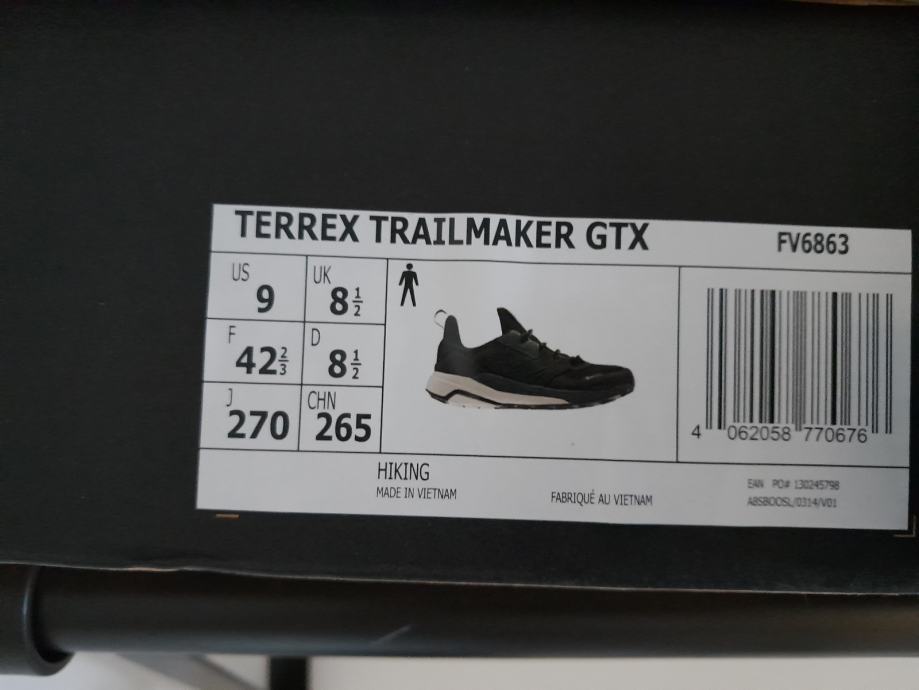 TERREX TRAILMAKER GTX FV6863
US 9 UK 8 1/2
F 42 2/3 D 8 1/2
J 270 CHN 265
4 062058 770676
HIKING
MADE IN VIETNAM FABRIQUÉ AU VIETNAM
EAN PO# 130245798
A8SBOOSL/0314/V01